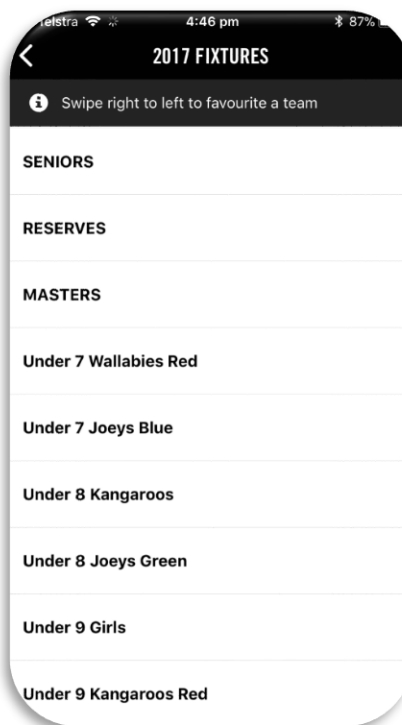 4:46 pm 87%
2017 FIXTURES
Swipe right to left to favourite a team
SENIORS
RESERVES
MASTERS
Under 7 Wallabies Red
Under 7 Joeys Blue
Under 8 Kangaroos
Under 8 Joeys Green
Under 9 Girls
Under 9 Kangaroos Red